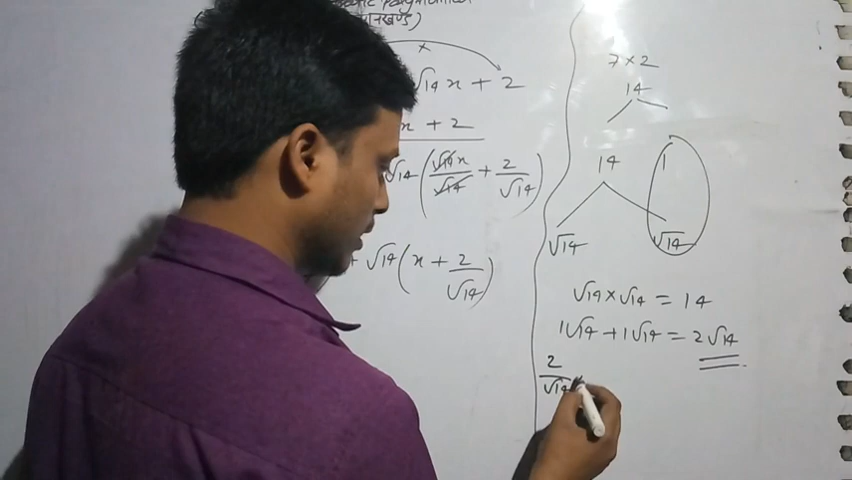 √14 x + 2
x + 2
√14 ( √14 x / √14 + 2 / √14 )
+ √14 ( x + 2 / √14 )
7 × 2
14
14
1
√14 √14
√14 × √14 = 14
1√14 + 1√14 = 2√14
2 / √14